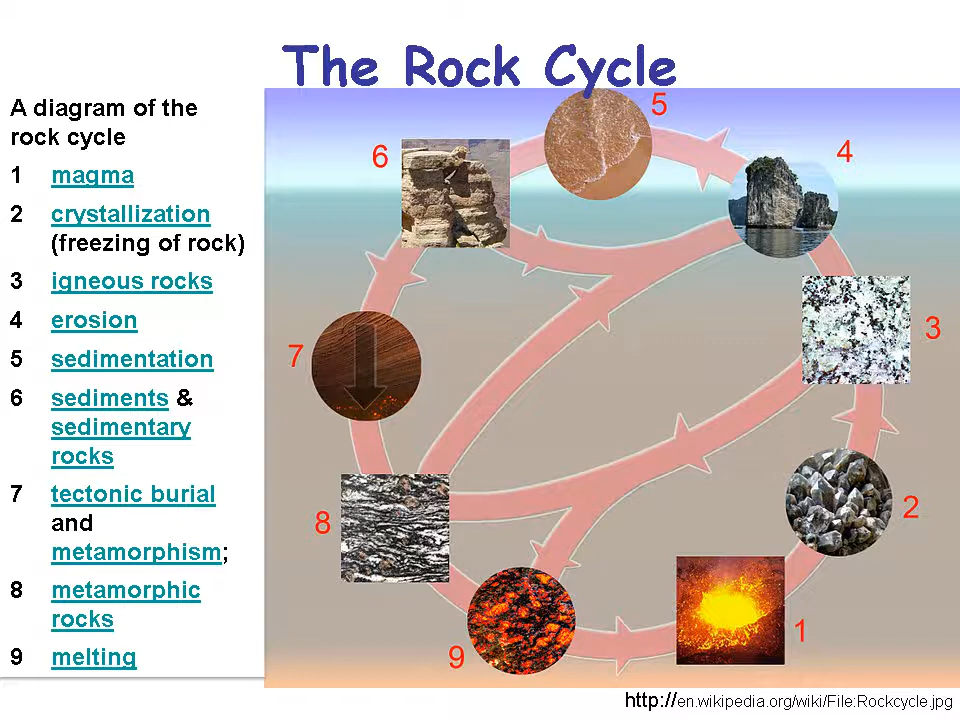 The Rock Cycle
A diagram of the
rock cycle
1 magma
2 crystallization
(freezing of rock)
3 igneous rocks
4 erosion
5 sedimentation
6 sediments &
sedimentary
rocks
7 tectonic burial
and
metamorphism;
8 metamorphic
rocks
9 melting
5
6
4
3
7
2
8
1
9
http://en.wikipedia.org/wiki/File:Rockcycle.jpg